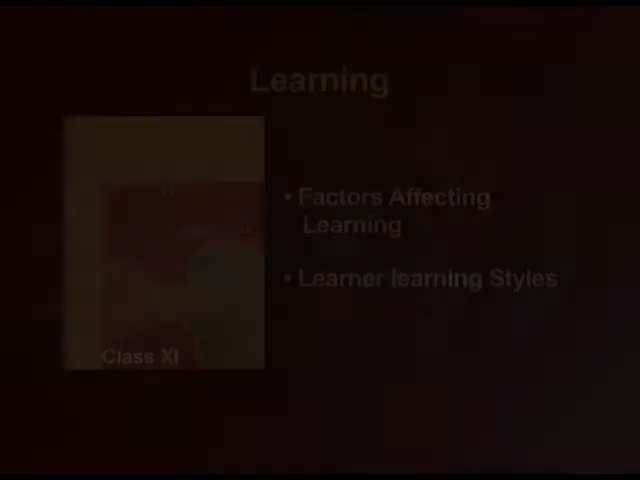 Learning
• Factors Affecting
Learning
• Learner learning Styles
Class XI